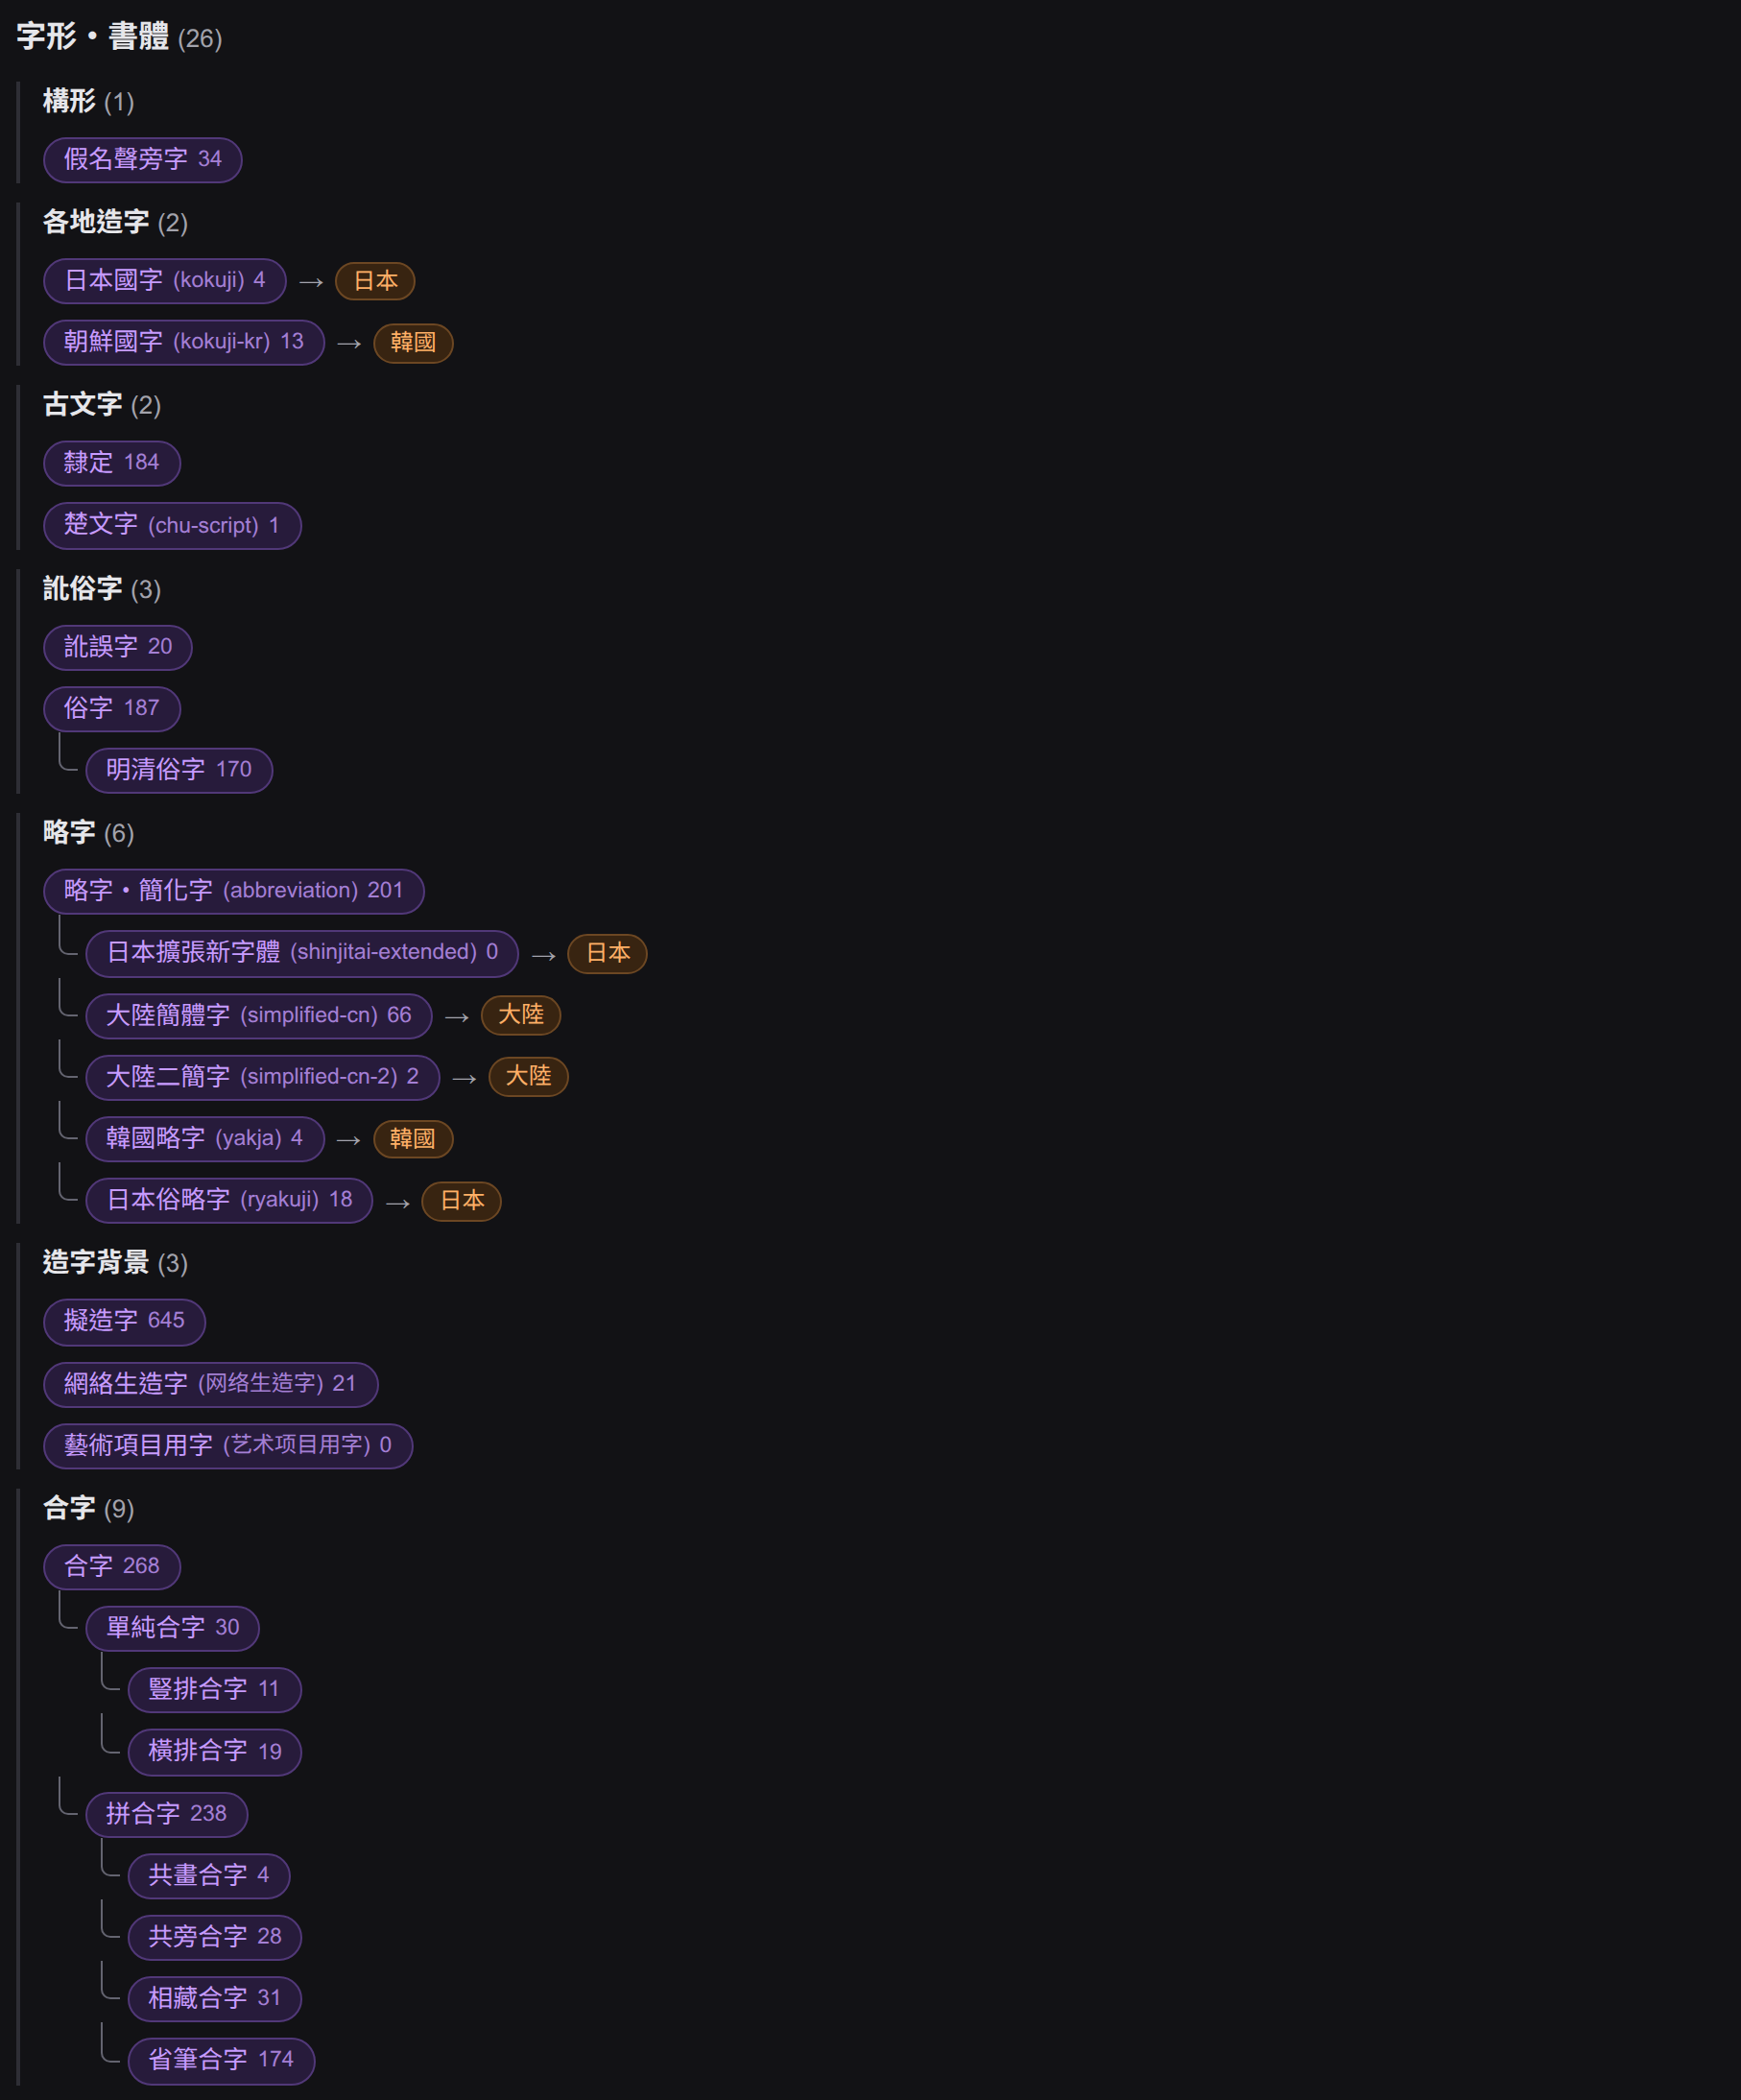 字形・書體 (26)
構形 (1)
假名聲旁字 34
各地造字 (2)
日本國字 (kokuji) 4 → 日本
朝鮮國字 (kokuji-kr) 13 → 韓國
古文字 (2)
隸定 184
楚文字 (chu-script) 1
訛俗字 (3)
訛誤字 20
俗字 187
明清俗字 170
略字 (6)
略字・簡化字 (abbreviation) 201
日本擴張新字體 (shinjitai-extended) 0 → 日本
大陸簡體字 (simplified-cn) 66 → 大陸
大陸二簡字 (simplified-cn-2) 2 → 大陸
韓國略字 (yakja) 4 → 韓國
日本俗略字 (ryakuji) 18 → 日本
造字背景 (3)
擬造字 645
網絡生造字 (网络生造字) 21
藝術項目用字 (艺术项目用字) 0
合字 (9)
合字 268
單純合字 30
豎排合字 11
橫排合字 19
拼合字 238
共畫合字 4
共旁合字 28
相藏合字 31
省筆合字 174